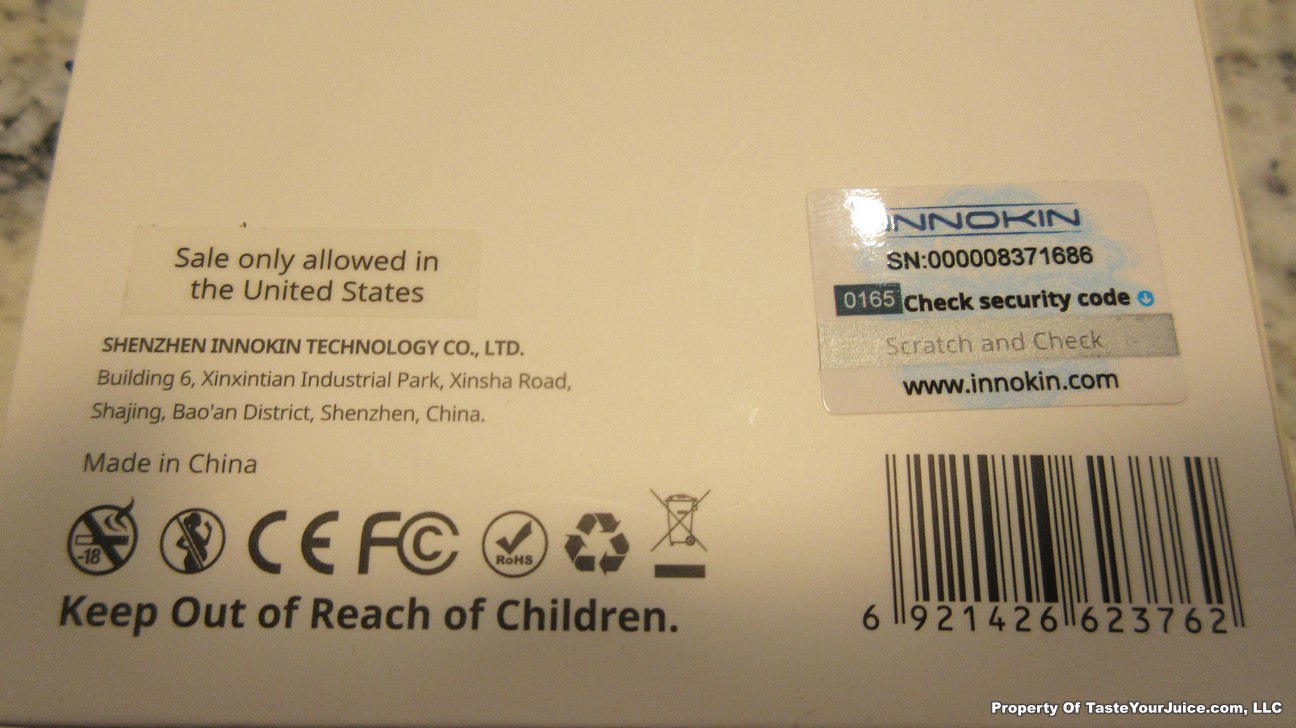 Sale only allowed in
the United States
SHENZHEN INNOKIN TECHNOLOGY CO., LTD.
Building 6, Xinxintian Industrial Park, Xinsha Road,
Shajing, Bao'an District, Shenzhen, China.
Made in China
-18
CE FC
RoHS
Keep Out of Reach of Children.
INNOKIN
SN:000008371686
0165 Check security code
Scratch and Check
www.innokin.com
6 921426 623762
Property Of TasteYourJuice.com, LLC